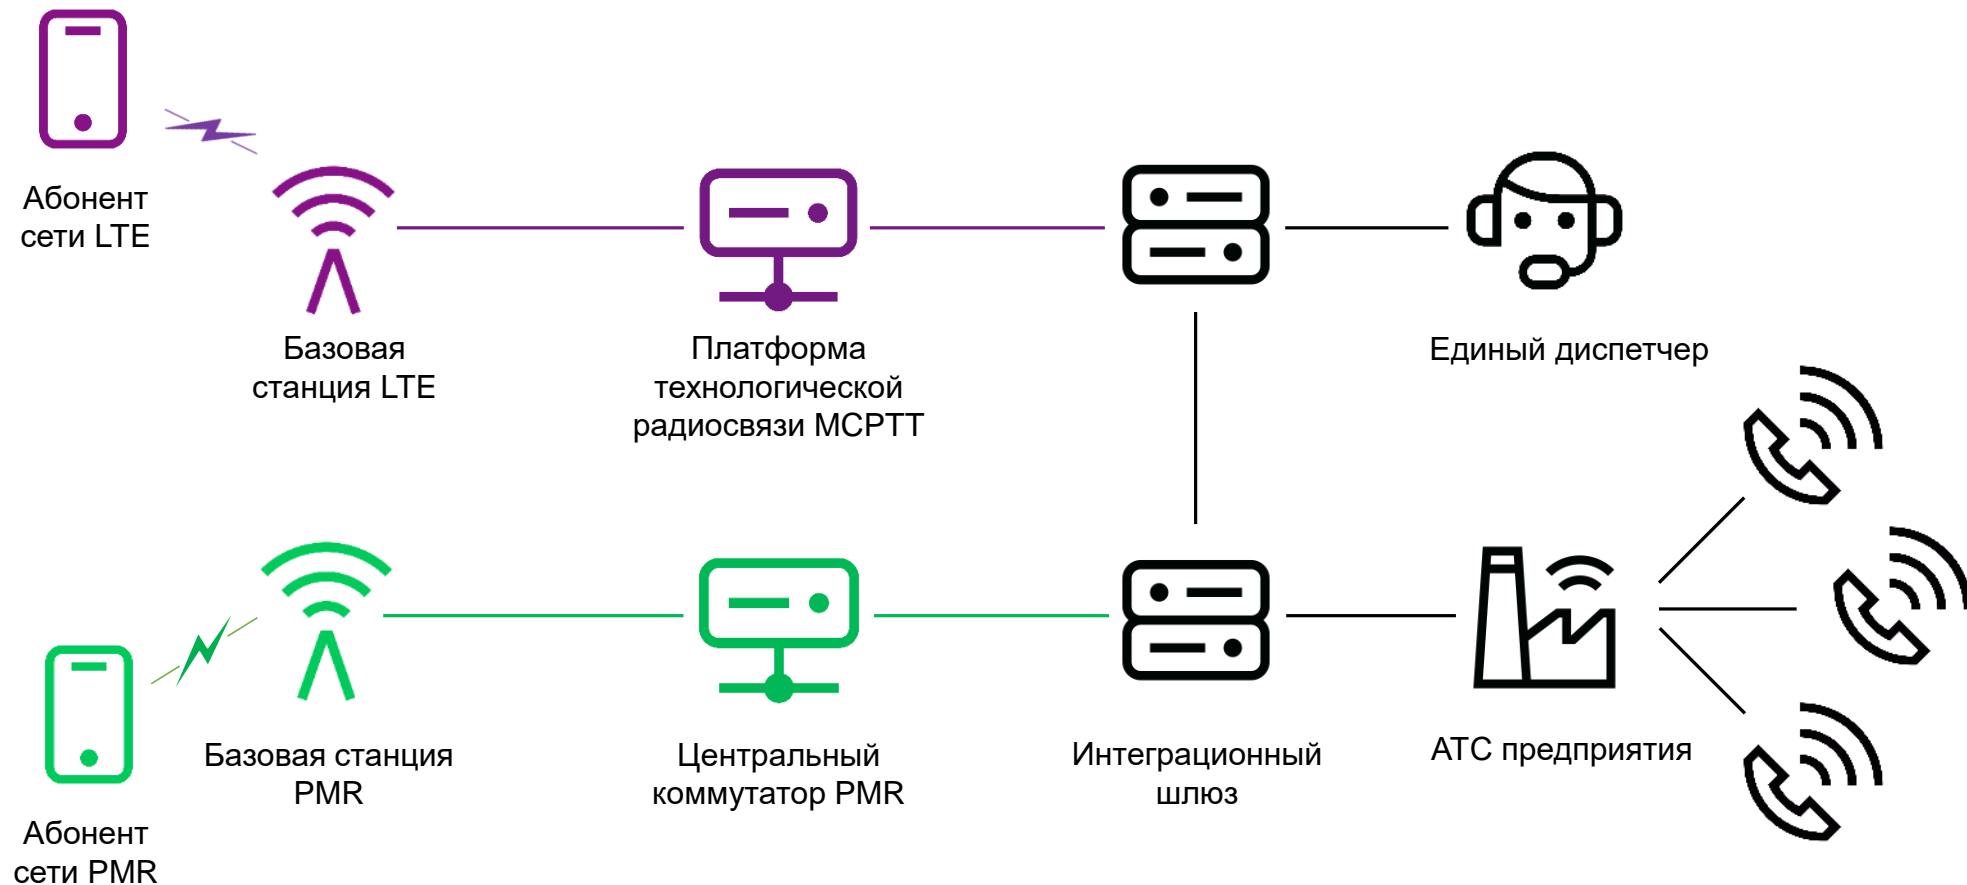 Абонент
сети LTE
Базовая
станция LTE
Платформа
технологической
радиосвязи MCPTT
Единый диспетчер
Абонент
сети PMR
Базовая станция
PMR
Центральный
коммутатор PMR
Интеграционный
шлюз
АТС предприятия